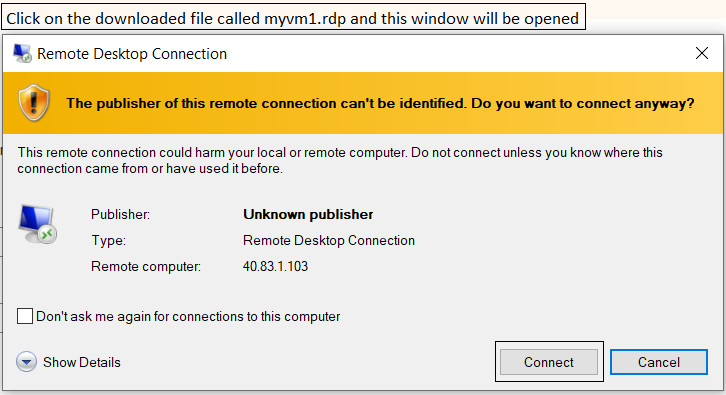 Click on the downloaded file called myvm1.rdp and this window will be opened
Remote Desktop Connection
The publisher of this remote connection can't be identified. Do you want to connect anyway?
This remote connection could harm your local or remote computer. Do not connect unless you know where this
connection came from or have used it before.
Publisher: Unknown publisher
Type: Remote Desktop Connection
Remote computer: 40.83.1.103
Don't ask me again for connections to this computer
Show Details Connect Cancel